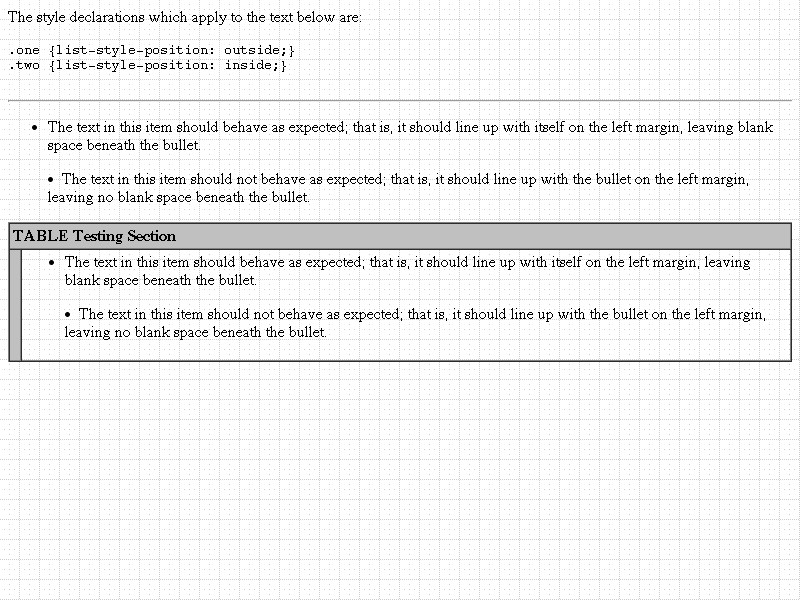 The style declarations which apply to the text below are:
.one {list-style-position: outside;}
.two {list-style-position: inside;}
• The text in this item should behave as expected; that is, it should line up with itself on the left margin, leaving blank
space beneath the bullet.
• The text in this item should not behave as expected; that is, it should line up with the bullet on the left margin,
leaving no blank space beneath the bullet.
TABLE Testing Section
• The text in this item should behave as expected; that is, it should line up with itself on the left margin, leaving
blank space beneath the bullet.
• The text in this item should not behave as expected; that is, it should line up with the bullet on the left margin,
leaving no blank space beneath the bullet.